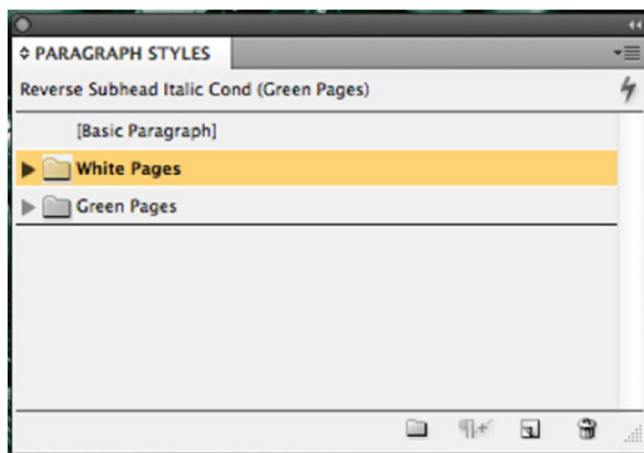 PARAGRAPH STYLES
Reverse Subhead Italic Cond (Green Pages)
[Basic Paragraph]
White Pages
Green Pages